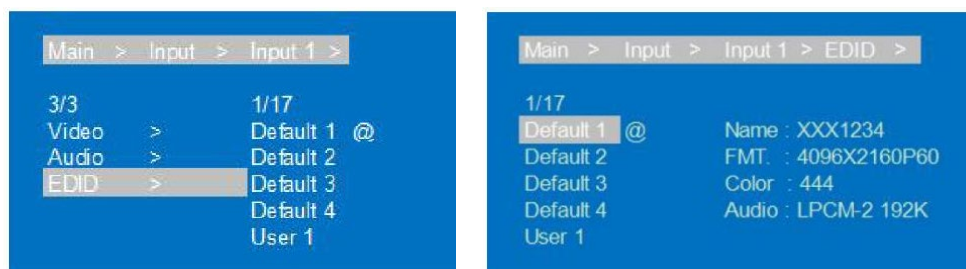 Main > Input > Input 1 >
3/3 1/17
Video > Default 1 @
Audio > Default 2
EDID > Default 3
Default 4
User 1
Main > Input > Input 1 > EDID >
1/17
Default 1 @ Name : XXX1234
Default 2 FMT. : 4096X2160P60
Default 3 Color : 444
Default 4 Audio : LPCM-2 192K
User 1